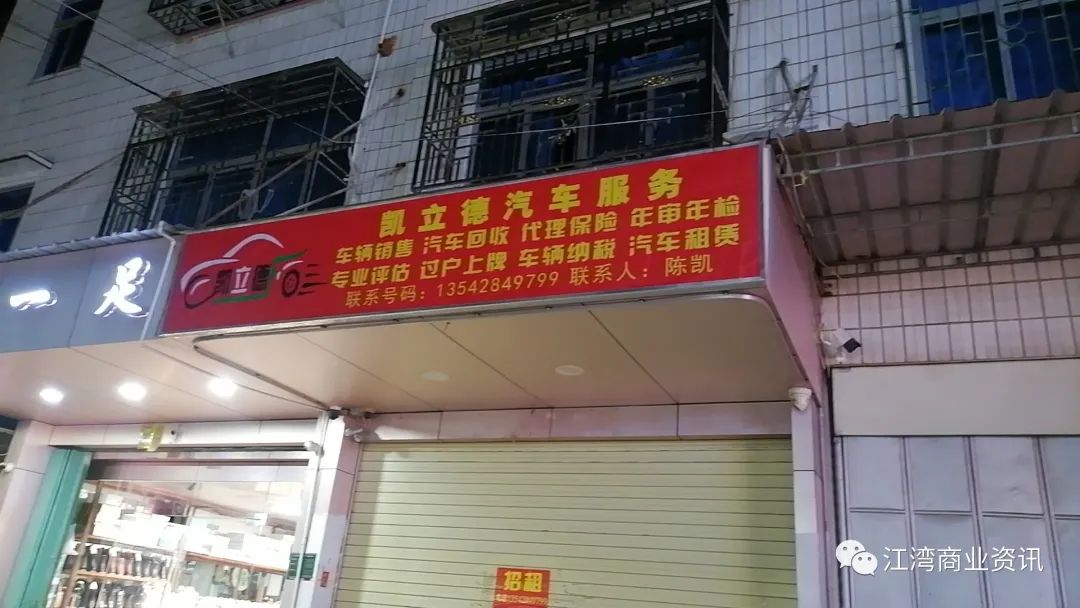 凯立德汽车服务
车辆销售 汽车回收 代理保险 年审年检
专业评估 过户上牌 车辆纳税 汽车租赁
联系号码：13542849799 联系人：陈凯
凯立德
一足
招租
13542849799
江湾商业资讯